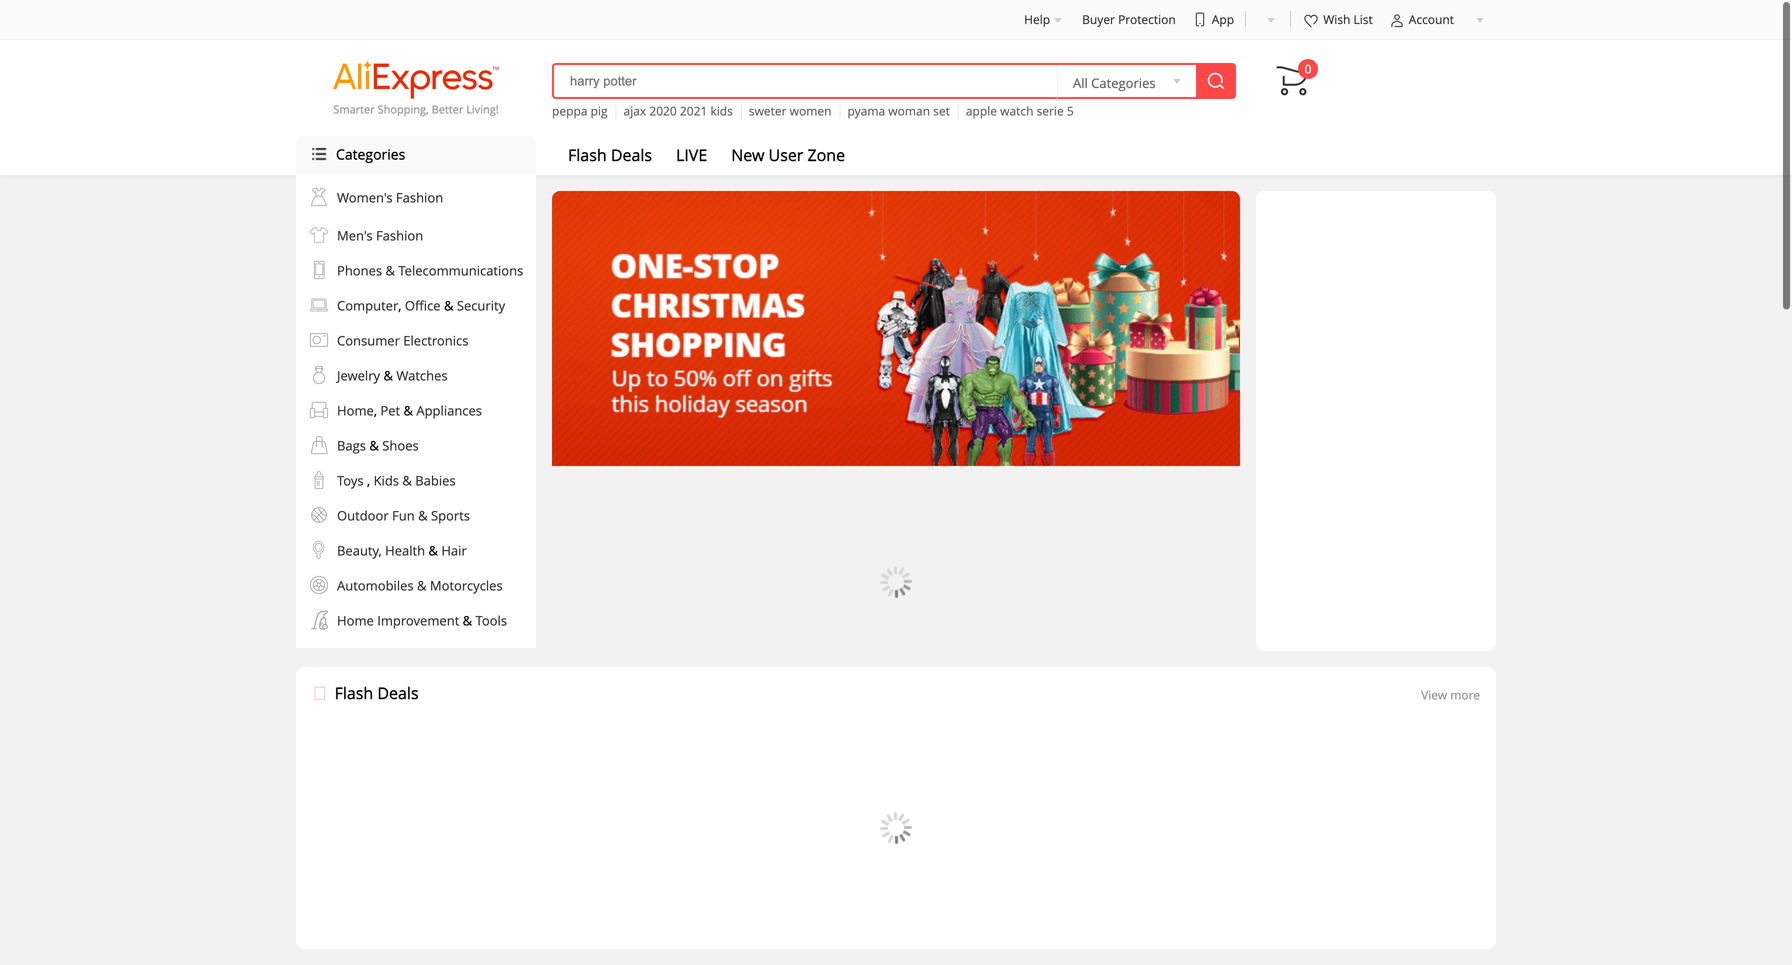 Help
Buyer Protection
App
Wish List
Account
AliExpress™
Smarter Shopping, Better Living!
harry potter
All Categories
0
peppa pig
ajax 2020 2021 kids
sweter women
pyama woman set
apple watch serie 5
Categories
Flash Deals
LIVE
New User Zone
Women's Fashion
Men's Fashion
Phones & Telecommunications
Computer, Office & Security
Consumer Electronics
Jewelry & Watches
Home, Pet & Appliances
Bags & Shoes
Toys , Kids & Babies
Outdoor Fun & Sports
Beauty, Health & Hair
Automobiles & Motorcycles
Home Improvement & Tools
ONE-STOP
CHRISTMAS
SHOPPING
Up to 50% off on gifts
this holiday season
Flash Deals
View more